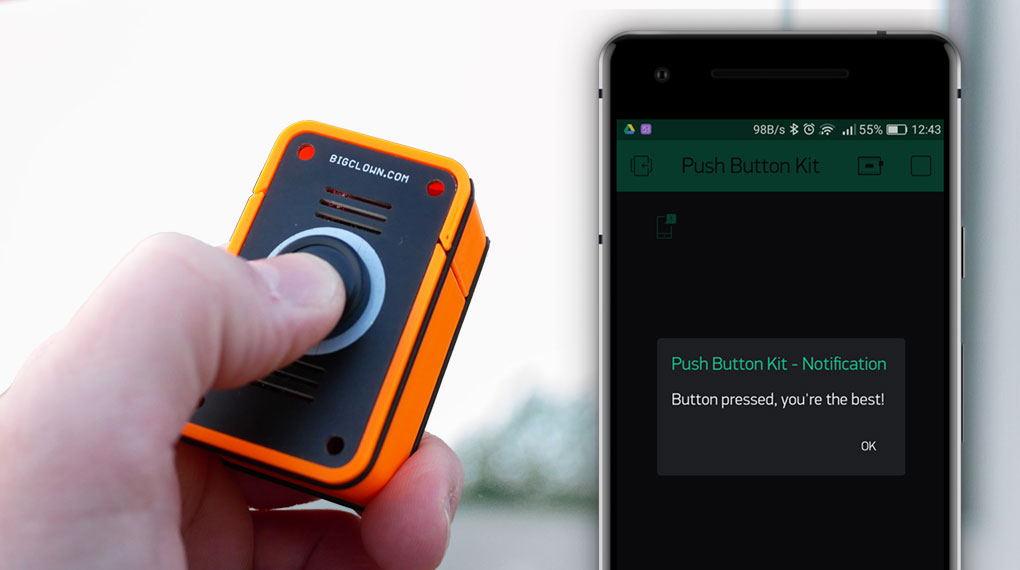 BIGCLOWN.COM
98B/s 55% 12:43
Push Button Kit
Push Button Kit - Notification
Button pressed, you're the best!
OK